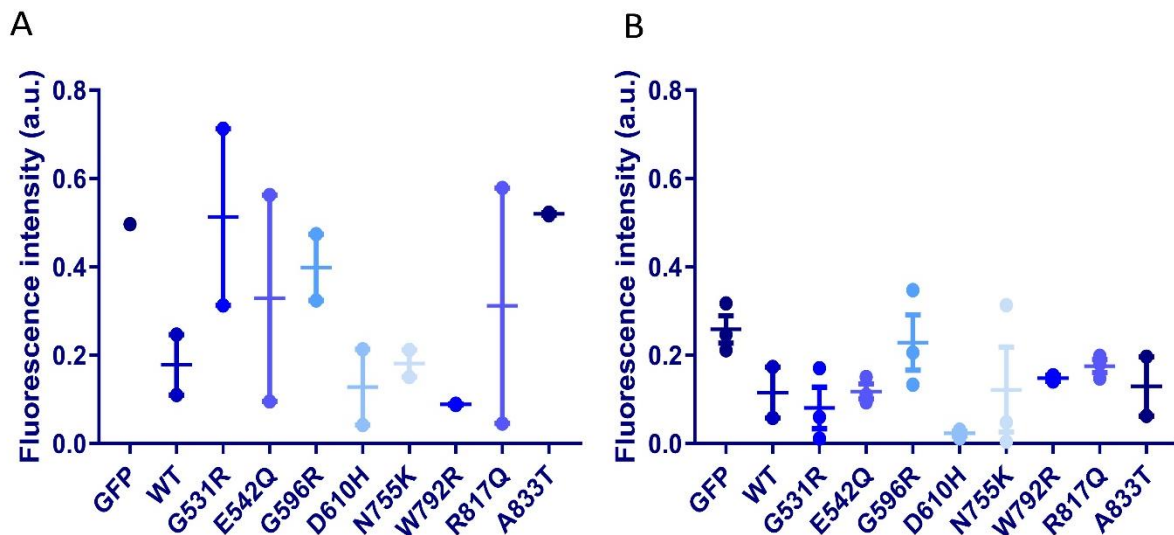 A
Fluorescence intensity (a.u.)
0.8
0.6
0.4
0.2
0.0
GFP
WT
G531R
E542Q
G596R
D610H
N755K
W792R
R817Q
A833T
B
Fluorescence intensity (a.u.)
0.8
0.6
0.4
0.2
0.0
GFP
WT
G531R
E542Q
G596R
D610H
N755K
W792R
R817Q
A833T